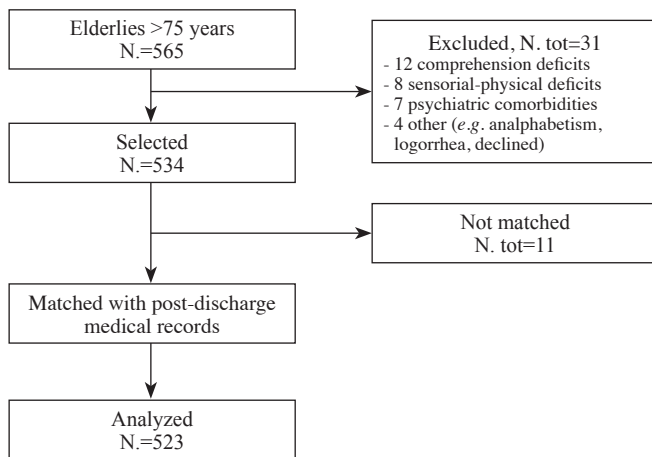 Elderlies >75 years
N.=565
Excluded, N. tot=31
- 12 comprehension deficits
- 8 sensorial-physical deficits
- 7 psychiatric comorbidities
- 4 other (e.g. analphabetism,
logorrhea, declined)
Selected
N.=534
Not matched
N. tot=11
Matched with post-discharge
medical records
Analyzed
N.=523